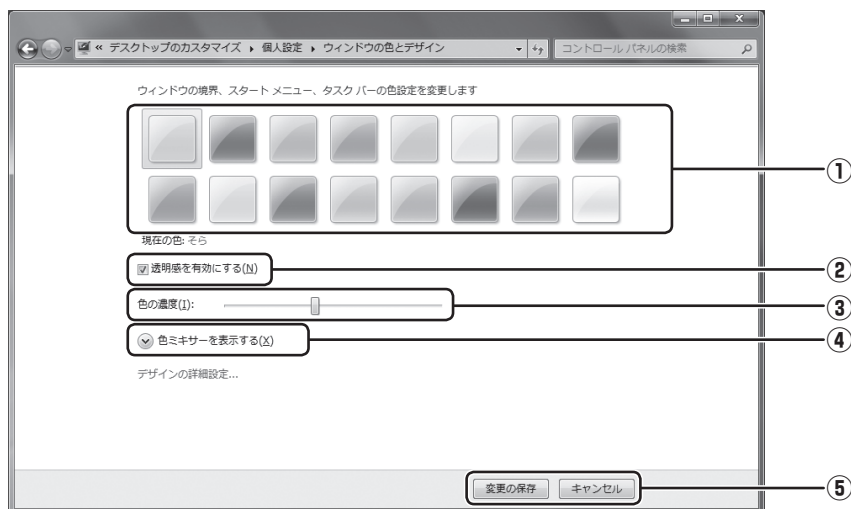 « デスクトップのカスタマイズ ▸ 個人設定 ▸ ウィンドウの色とデザイン
コントロール パネルの検索
ウィンドウの境界、スタート メニュー、タスク バーの色設定を変更します
①
現在の色: そら
透明感を有効にする(N) ②
色の濃度(I): ③
色ミキサーを表示する(X) ④
デザインの詳細設定...
変更の保存 キャンセル ⑤